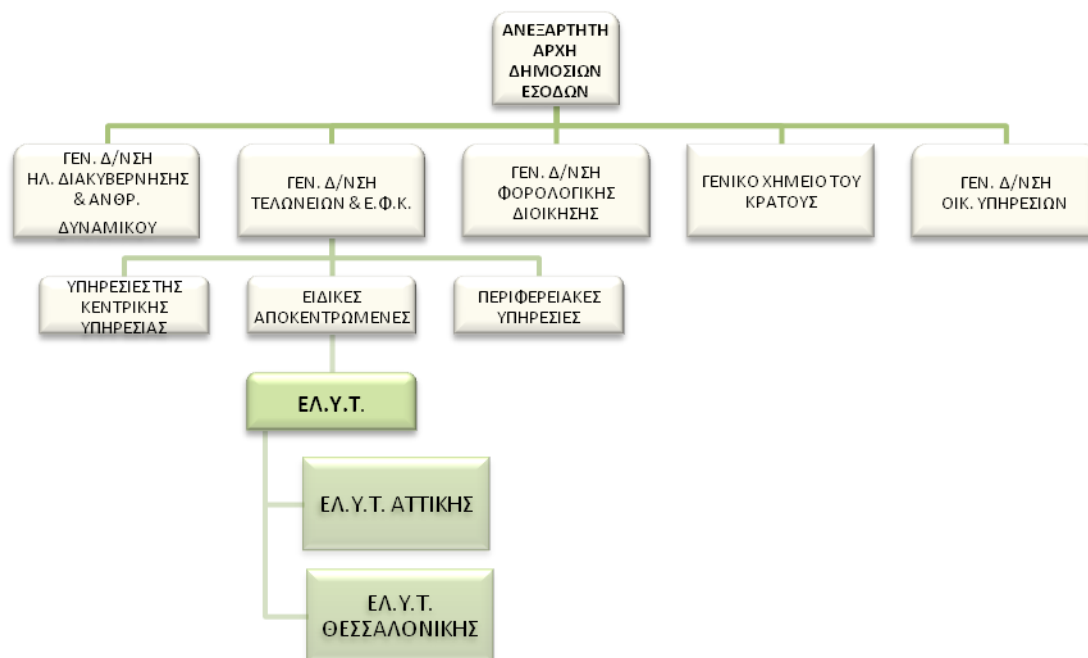 ΑΝΕΞΑΡΤΗΤΗ
ΑΡΧΗ
ΔΗΜΟΣΙΩΝ
ΕΣΟΔΩΝ
ΓΕΝ. Δ/ΝΣΗ
ΗΛ. ΔΙΑΚΥΒΕΡΝΗΣΗΣ
& ΑΝΘΡ.
ΔΥΝΑΜΙΚΟΥ
ΓΕΝ. Δ/ΝΣΗ
ΤΕΛΩΝΕΙΩΝ & Ε.Φ.Κ.
ΓΕΝ. Δ/ΝΣΗ
ΦΟΡΟΛΟΓΙΚΗΣ
ΔΙΟΙΚΗΣΗΣ
ΓΕΝΙΚΟ ΧΗΜΕΙΟ ΤΟΥ
ΚΡΑΤΟΥΣ
ΓΕΝ. Δ/ΝΣΗ
ΟΙΚ. ΥΠΗΡΕΣΙΩΝ
ΥΠΗΡΕΣΙΕΣ ΤΗΣ
ΚΕΝΤΡΙΚΗΣ
ΥΠΗΡΕΣΙΑΣ
ΕΙΔΙΚΕΣ
ΑΠΟΚΕΝΤΡΩΜΕΝΕΣ
ΠΕΡΙΦΕΡΕΙΑΚΕΣ
ΥΠΗΡΕΣΙΕΣ
ΕΛ.Υ.Τ.
ΕΛ.Υ.Τ. ΑΤΤΙΚΗΣ
ΕΛ.Υ.Τ.
ΘΕΣΣΑΛΟΝΙΚΗΣ